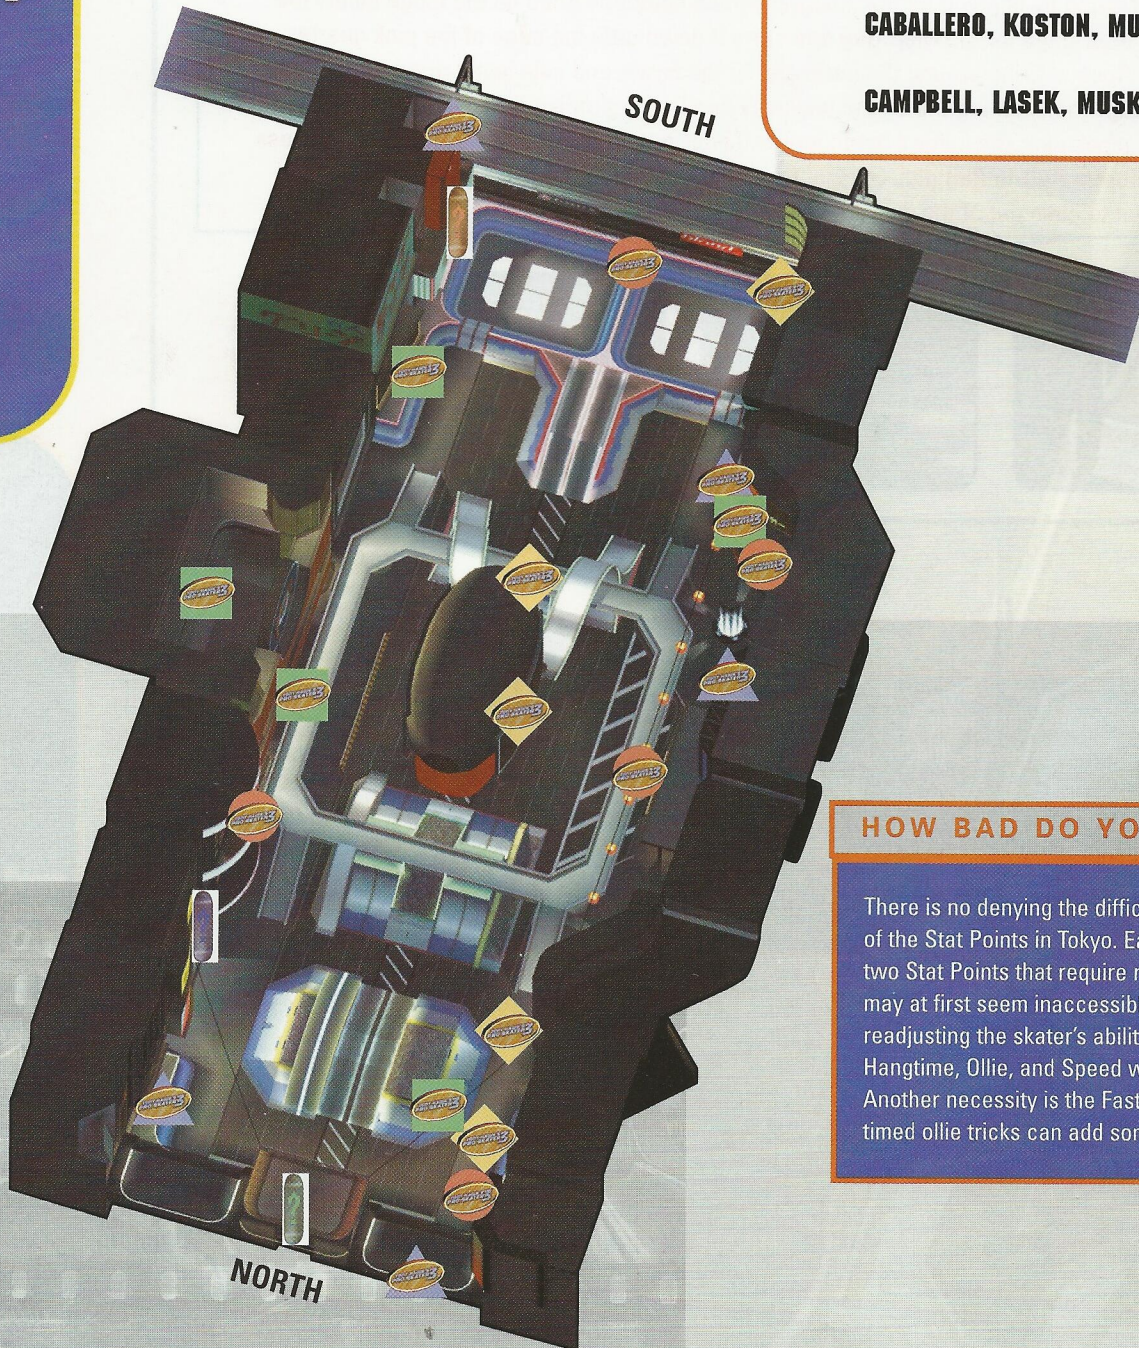 CABALLERO, KOSTON, MU
CAMPBELL, LASEK, MUSK
SOUTH
HOW BAD DO YO
There is no denying the diffic
of the Stat Points in Tokyo. Ea
two Stat Points that require
may at first seem inaccessib
readjusting the skater's abilit
Hangtime, Ollie, and Speed w
Another necessity is the Fast
timed ollie tricks can add
NORTH